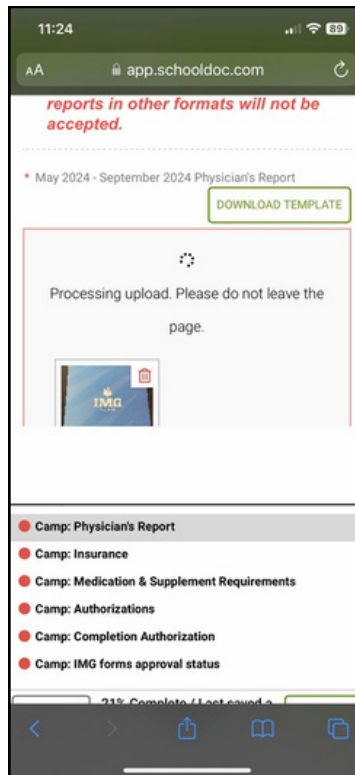 11:24
89
AA
app.schooldoc.com
reports in other formats will not be
accepted.
* May 2024 - September 2024 Physician's Report
DOWNLOAD TEMPLATE
Processing upload. Please do not leave the
page.
IMG
Camp: Physician's Report
Camp: Insurance
Camp: Medication & Supplement Requirements
Camp: Authorizations
Camp: Completion Authorization
Camp: IMG forms approval status
21% Complete / Last saved a